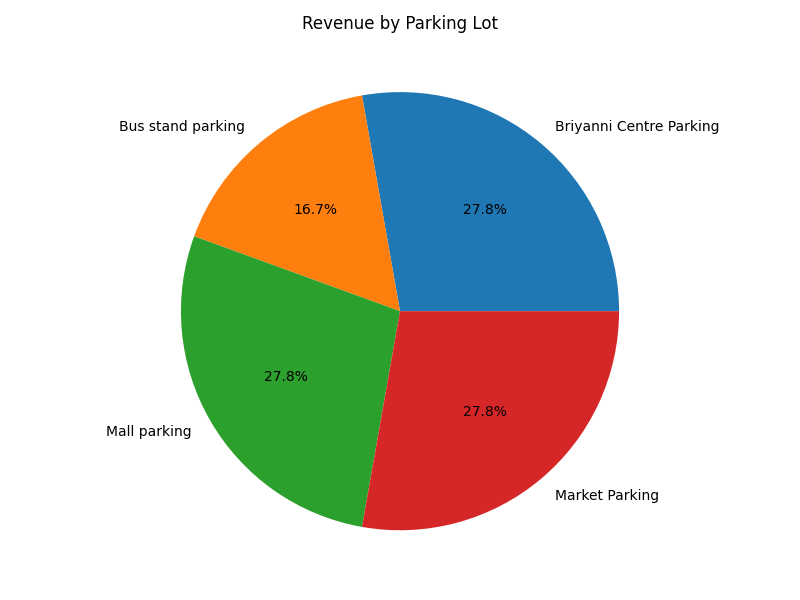 Revenue by Parking Lot
Bus stand parking
Briyanni Centre Parking
16.7%
27.8%
27.8%
27.8%
Mall parking
Market Parking